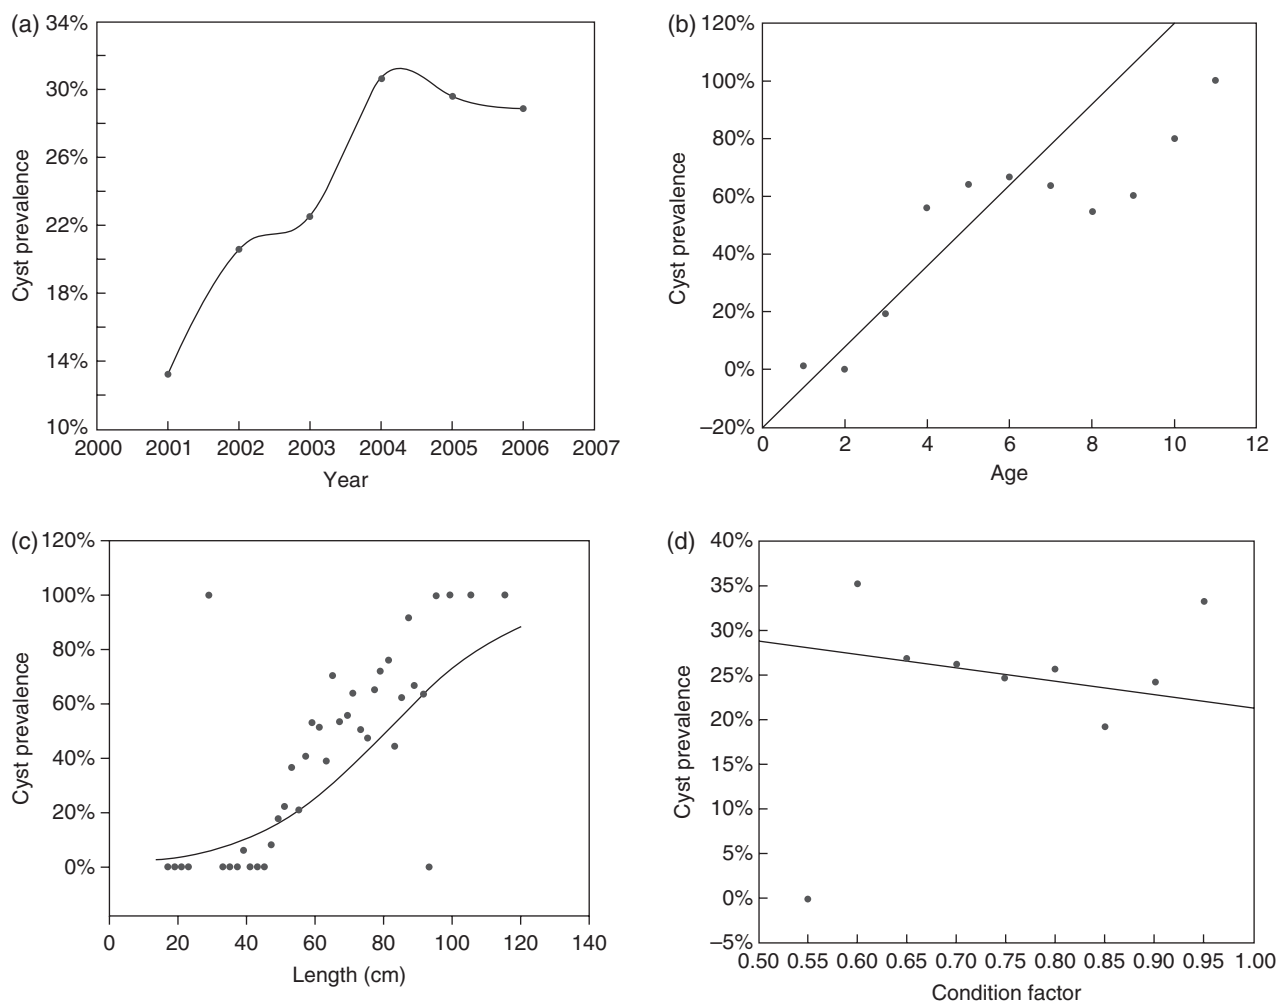 (a)
34%
30%
26%
22%
18%
14%
10%
Cyst prevalence
2000 2001 2002 2003 2004 2005 2006 2007
Year
(b)
120%
100%
80%
60%
40%
20%
0%
–20%
Cyst prevalence
0 2 4 6 8 10 12
Age
(c)
120%
100%
80%
60%
40%
20%
0%
Cyst prevalence
0 20 40 60 80 100 120 140
Length (cm)
(d)
40%
35%
30%
25%
20%
15%
10%
5%
0%
–5%
Cyst prevalence
0.50 0.55 0.60 0.65 0.70 0.75 0.80 0.85 0.90 0.95 1.00
Condition factor